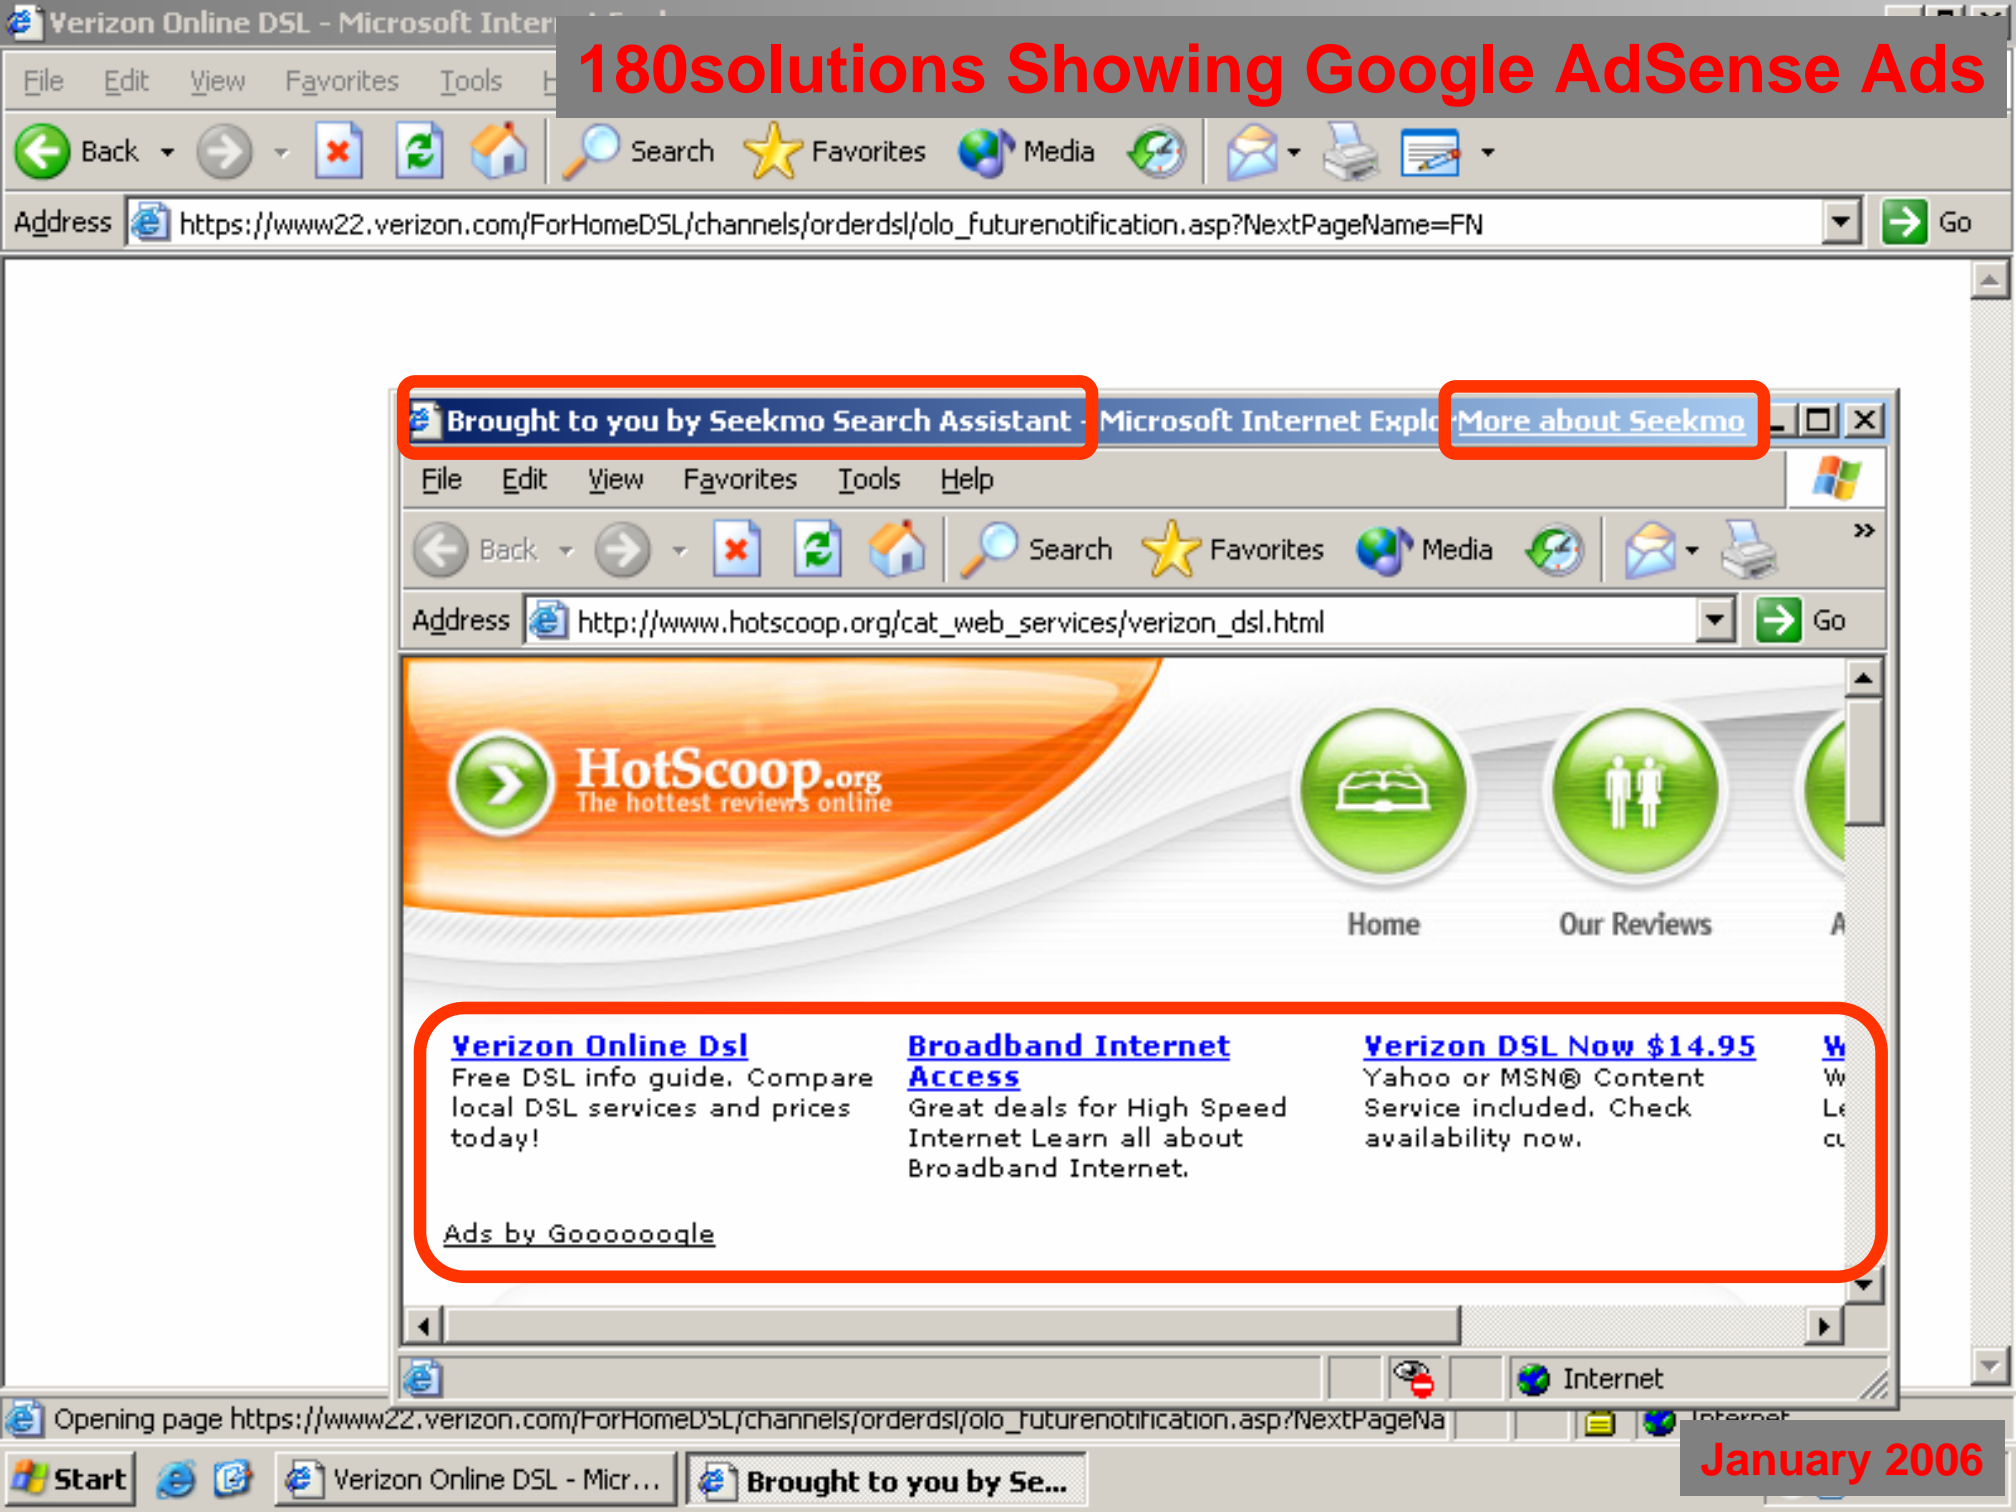 Verizon Online DSL - Microsoft Inter
180solutions Showing Google AdSense Ads
File Edit View Favorites Tools
Back Search Favorites Media
Address https://www22.verizon.com/ForHomeDSL/channels/orderdsl/olo_futurenotification.asp?NextPageName=FN Go
Brought to you by Seekmo Search Assistant - Microsoft Internet Explor More about Seekmo
File Edit View Favorites Tools Help
Back Search Favorites Media »
Address http://www.hotscoop.org/cat_web_services/verizon_dsl.html Go
HotScoop.org
The hottest reviews online
Home Our Reviews A
Verizon Online Dsl
Free DSL info guide. Compare
local DSL services and prices
today!
Broadband Internet
Access
Great deals for High Speed
Internet Learn all about
Broadband Internet.
Verizon DSL Now $14.95
Yahoo or MSN® Content
Service included. Check
availability now.
W
W
Le
cu
Ads by Goooooogle
Internet
Opening page https://www22.verizon.com/ForHomeDSL/channels/orderdsl/olo_futurenotification.asp?NextPageNa Internet
January 2006
Start Verizon Online DSL - Micr... Brought to you by Se...